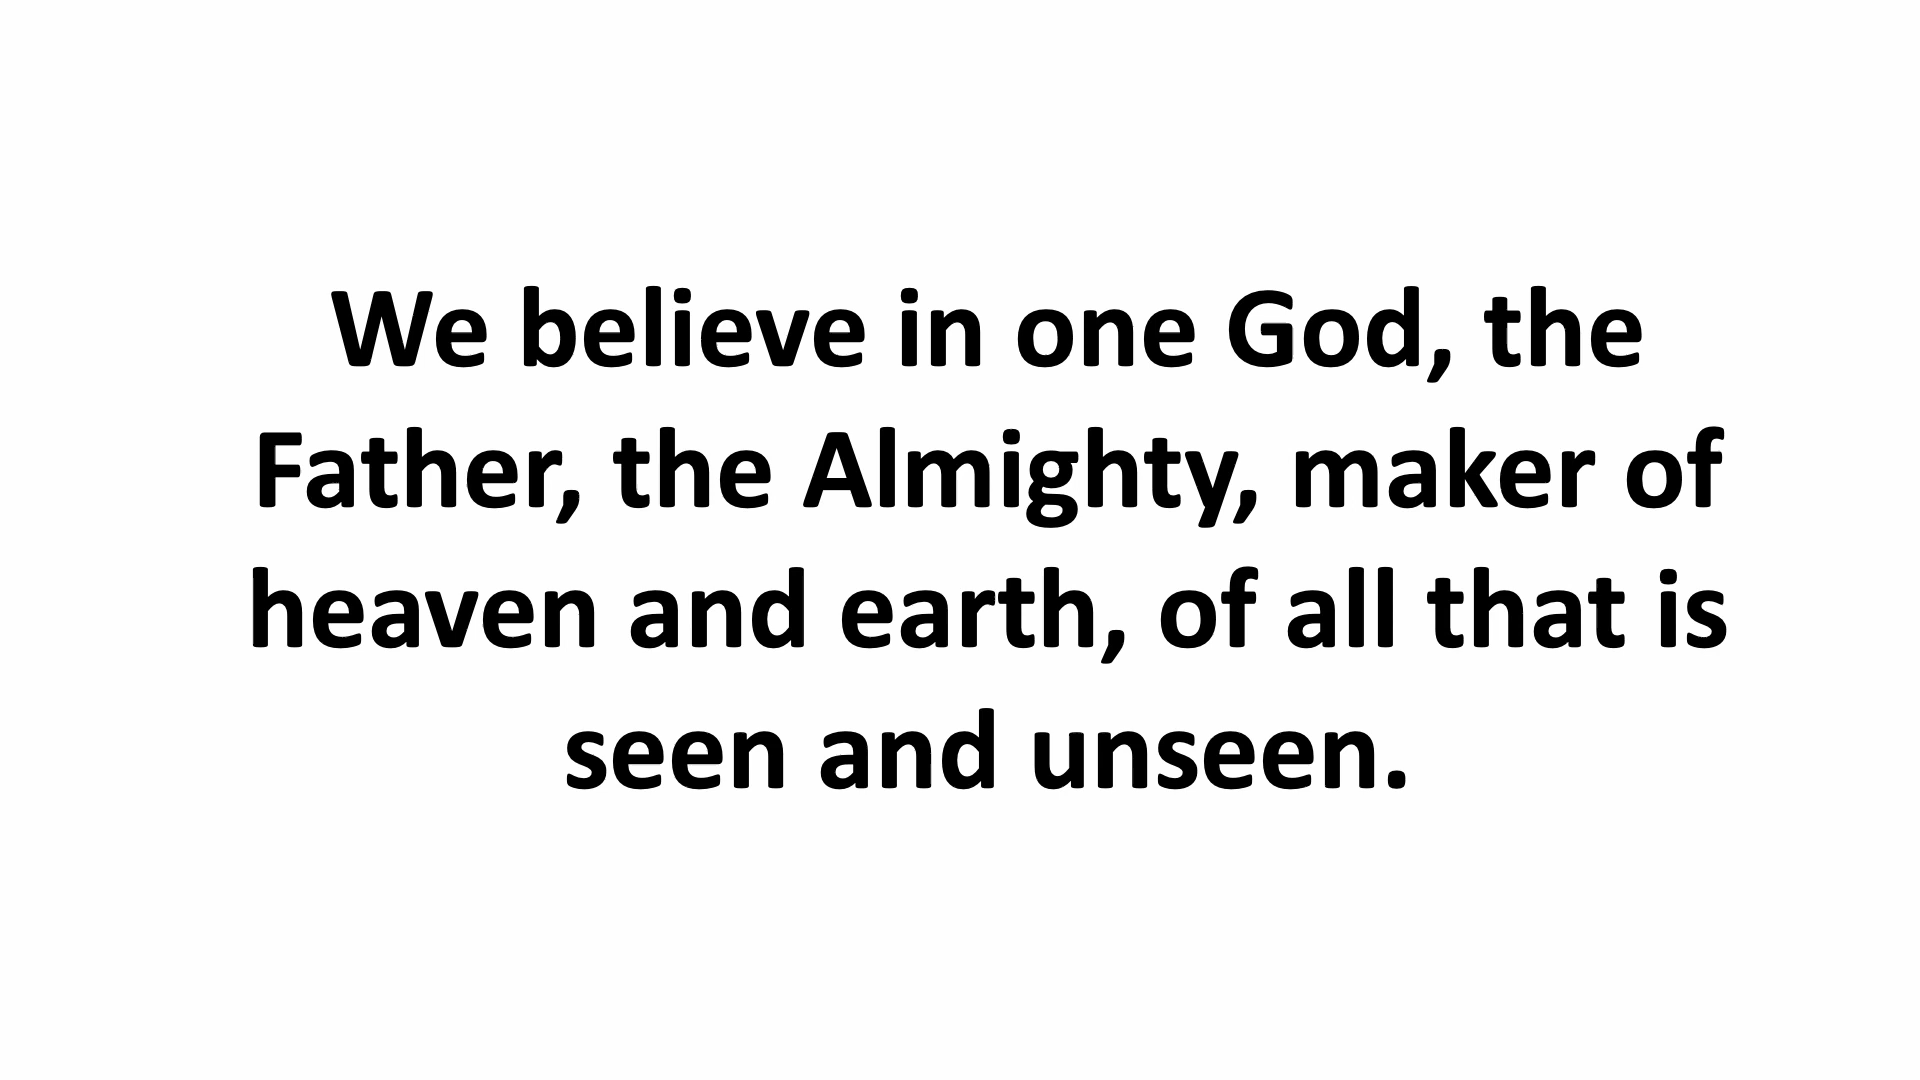 We believe in one God, the
Father, the Almighty, maker of
heaven and earth, of all that is
seen and unseen.